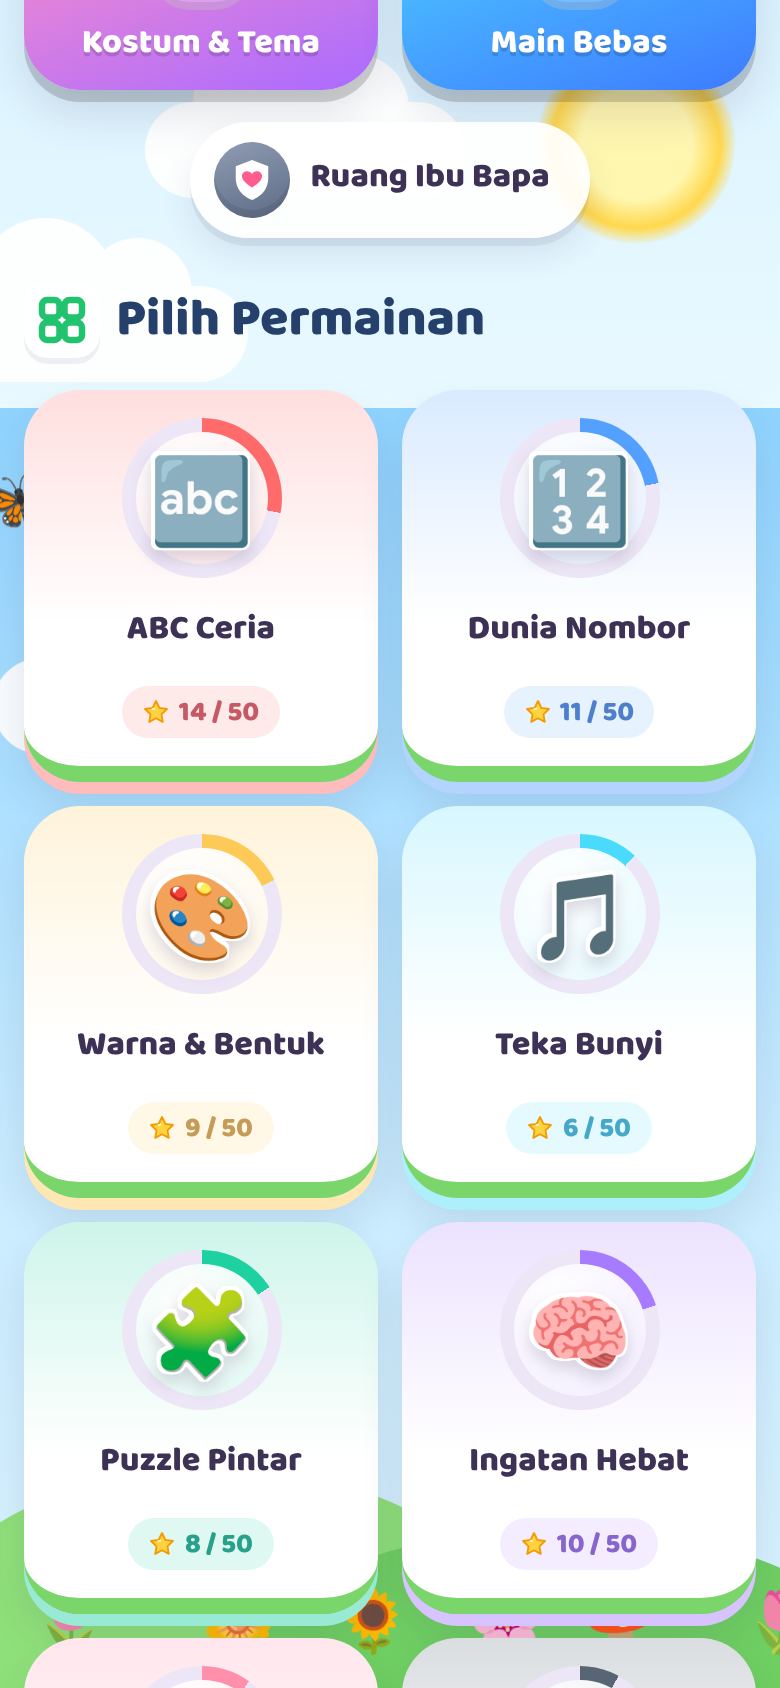 Kostum & Tema
Main Bebas
Ruang Ibu Bapa
Pilih Permainan
abc
1 2
3 4
ABC Ceria
Dunia Nombor
14 / 50
11 / 50
Warna & Bentuk
Teka Bunyi
9 / 50
6 / 50
Puzzle Pintar
Ingatan Hebat
8 / 50
10 / 50